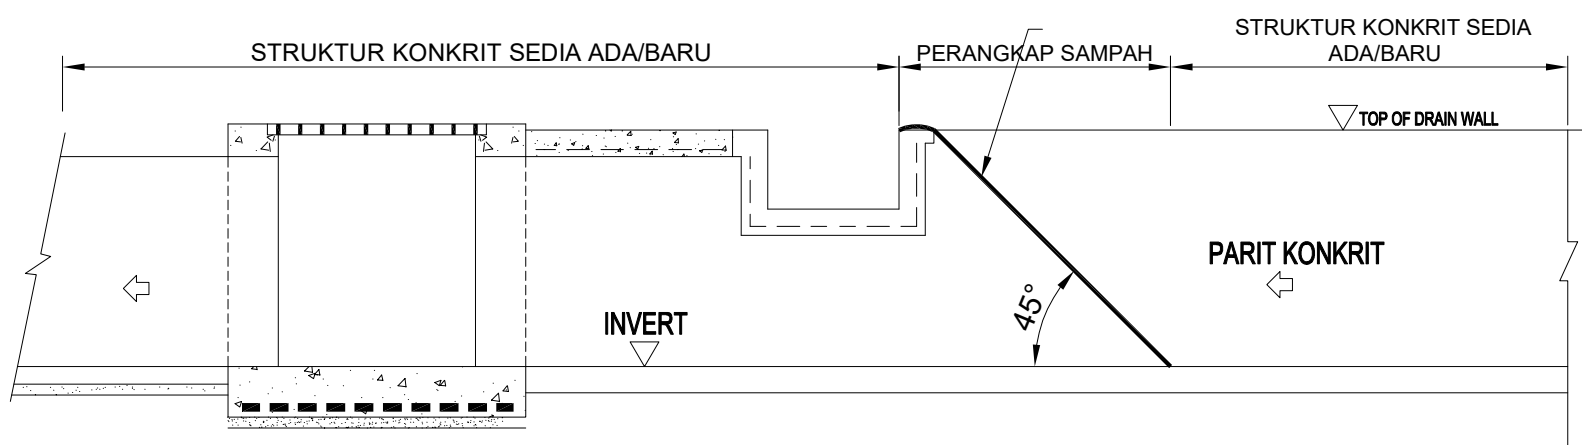 STRUKTUR KONKRIT SEDIA ADA/BARU
PERANGKAP SAMPAH
STRUKTUR KONKRIT SEDIA
ADA/BARU
TOP OF DRAIN WALL
PARIT KONKRIT
INVERT
45°